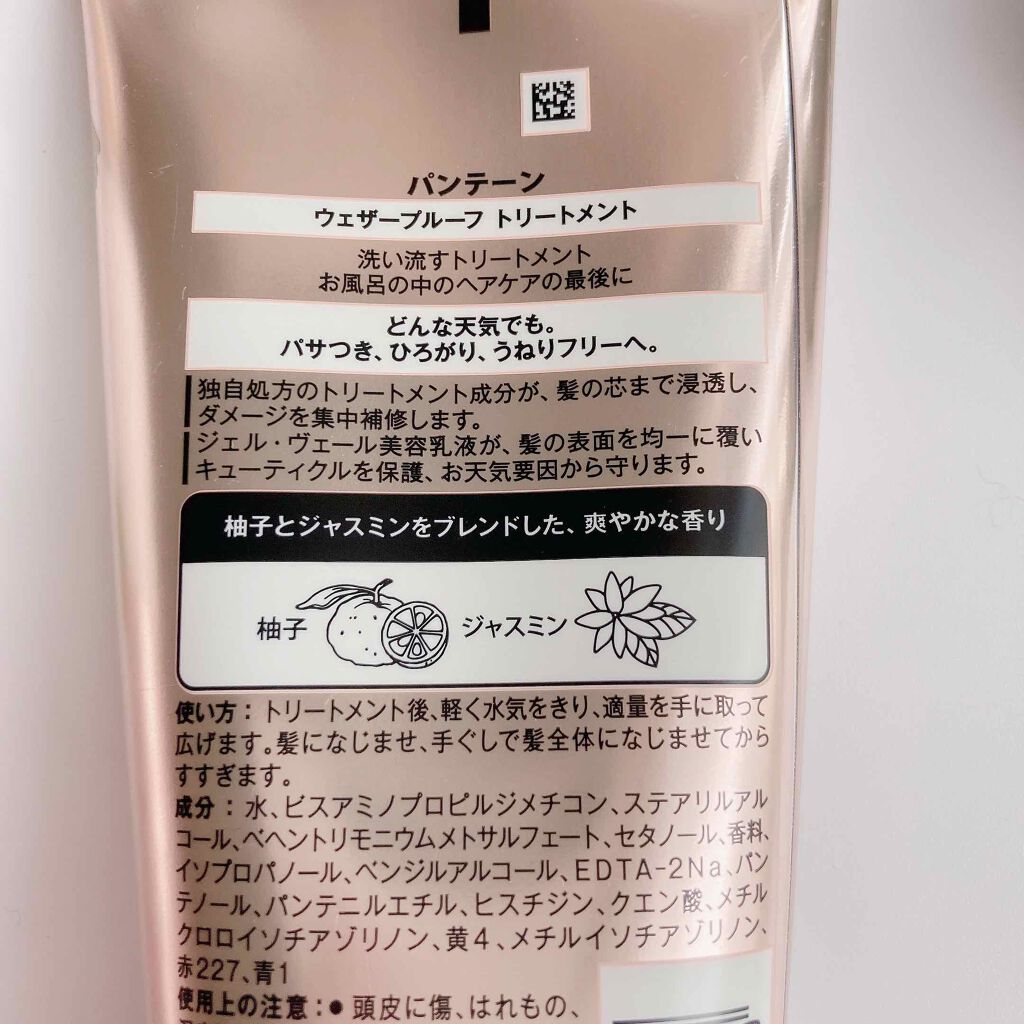 パンテーン
ウェザープルーフ トリートメント
洗い流すトリートメント
お風呂の中のヘアケアの最後に
どんな天気でも。
パサつき、ひろがり、うねりフリーへ。
独自処方のトリートメント成分が、髪の芯まで浸透し、
ダメージを集中補修します。
ジェル・ヴェール美容乳液が、髪の表面を均一に覆い
キューティクルを保護、お天気要因から守ります。
柚子とジャスミンをブレンドした、爽やかな香り
柚子 ジャスミン
使い方：トリートメント後、軽く水気をきり、適量を手に取って
広げます。髪になじませ、手ぐしで髪全体になじませてから
すすぎます。
成分：水、ビスアミノプロピルジメチコン、ステアリルアル
コール、ベヘントリモニウムメトサルフェート、セタノール、香料、
イソプロパノール、ベンジルアルコール、EDTA-2Na、パン
テノール、パンテニルエチル、ヒスチジン、クエン酸、メチル
クロロイソチアゾリノン、黄4、メチルイソチアゾリノン、
赤227、青1
使用上の注意：● 頭皮に傷、はれもの、